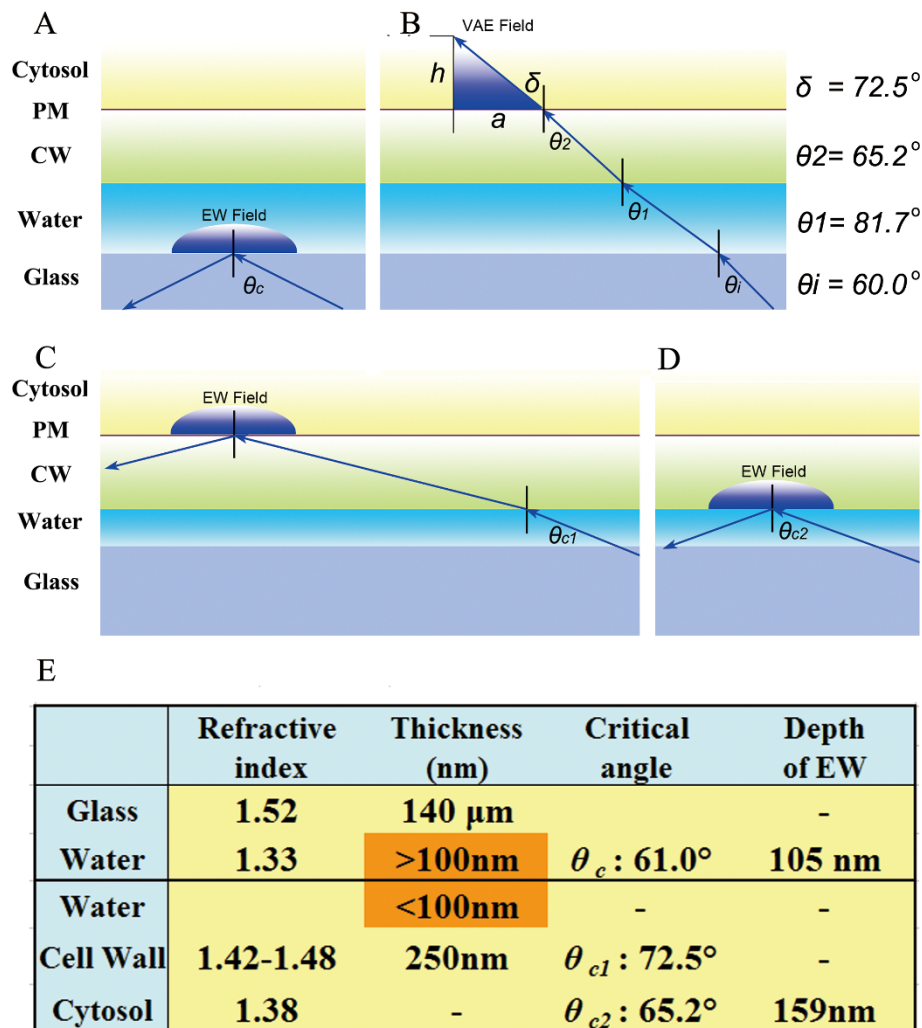 A
Cytosol
PM
CW
Water
Glass
EW Field
θc
B
VAE Field
h
δ
a
θ2
θ1
θi
δ = 72.5°
θ2= 65.2°
θ1= 81.7°
θi = 60.0°
C
Cytosol
PM
CW
Water
Glass
EW Field
θc1
D
EW Field
θc2
E
Refractive index Thickness (nm) Critical angle Depth of EW
Glass 1.52 140 μm -
Water 1.33 >100nm θc : 61.0° 105 nm
Water <100nm - -
Cell Wall 1.42-1.48 250nm θc1 : 72.5° -
Cytosol 1.38 - θc2 : 65.2° 159nm